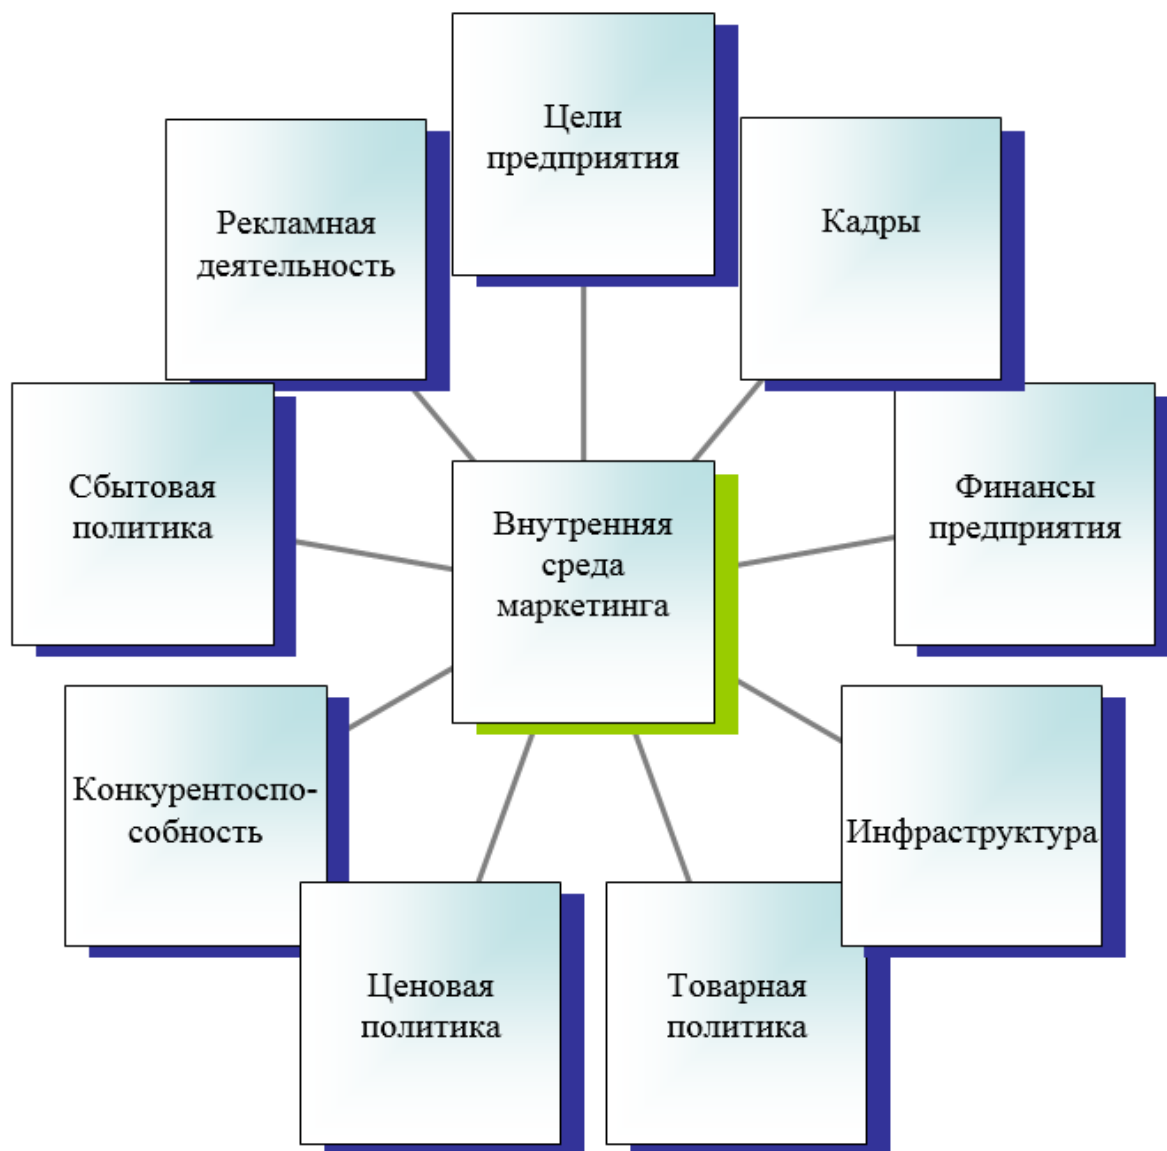 Цели
предприятия
Кадры
Рекламная
деятельность
Сбытовая
политика
Внутренняя
среда
маркетинга
Финансы
предприятия
Конкурентоспо-
собность
Инфраструктура
Ценовая
политика
Товарная
политика